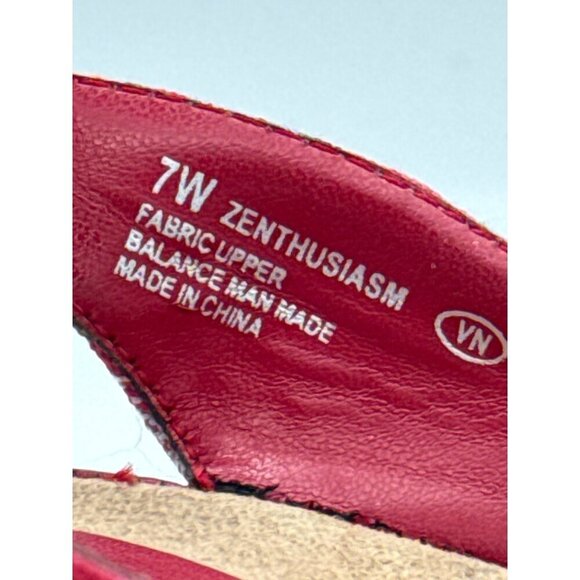 7W ZENTHUSIASM
FABRIC UPPER
BALANCE MAN MADE
MADE IN CHINA
VN